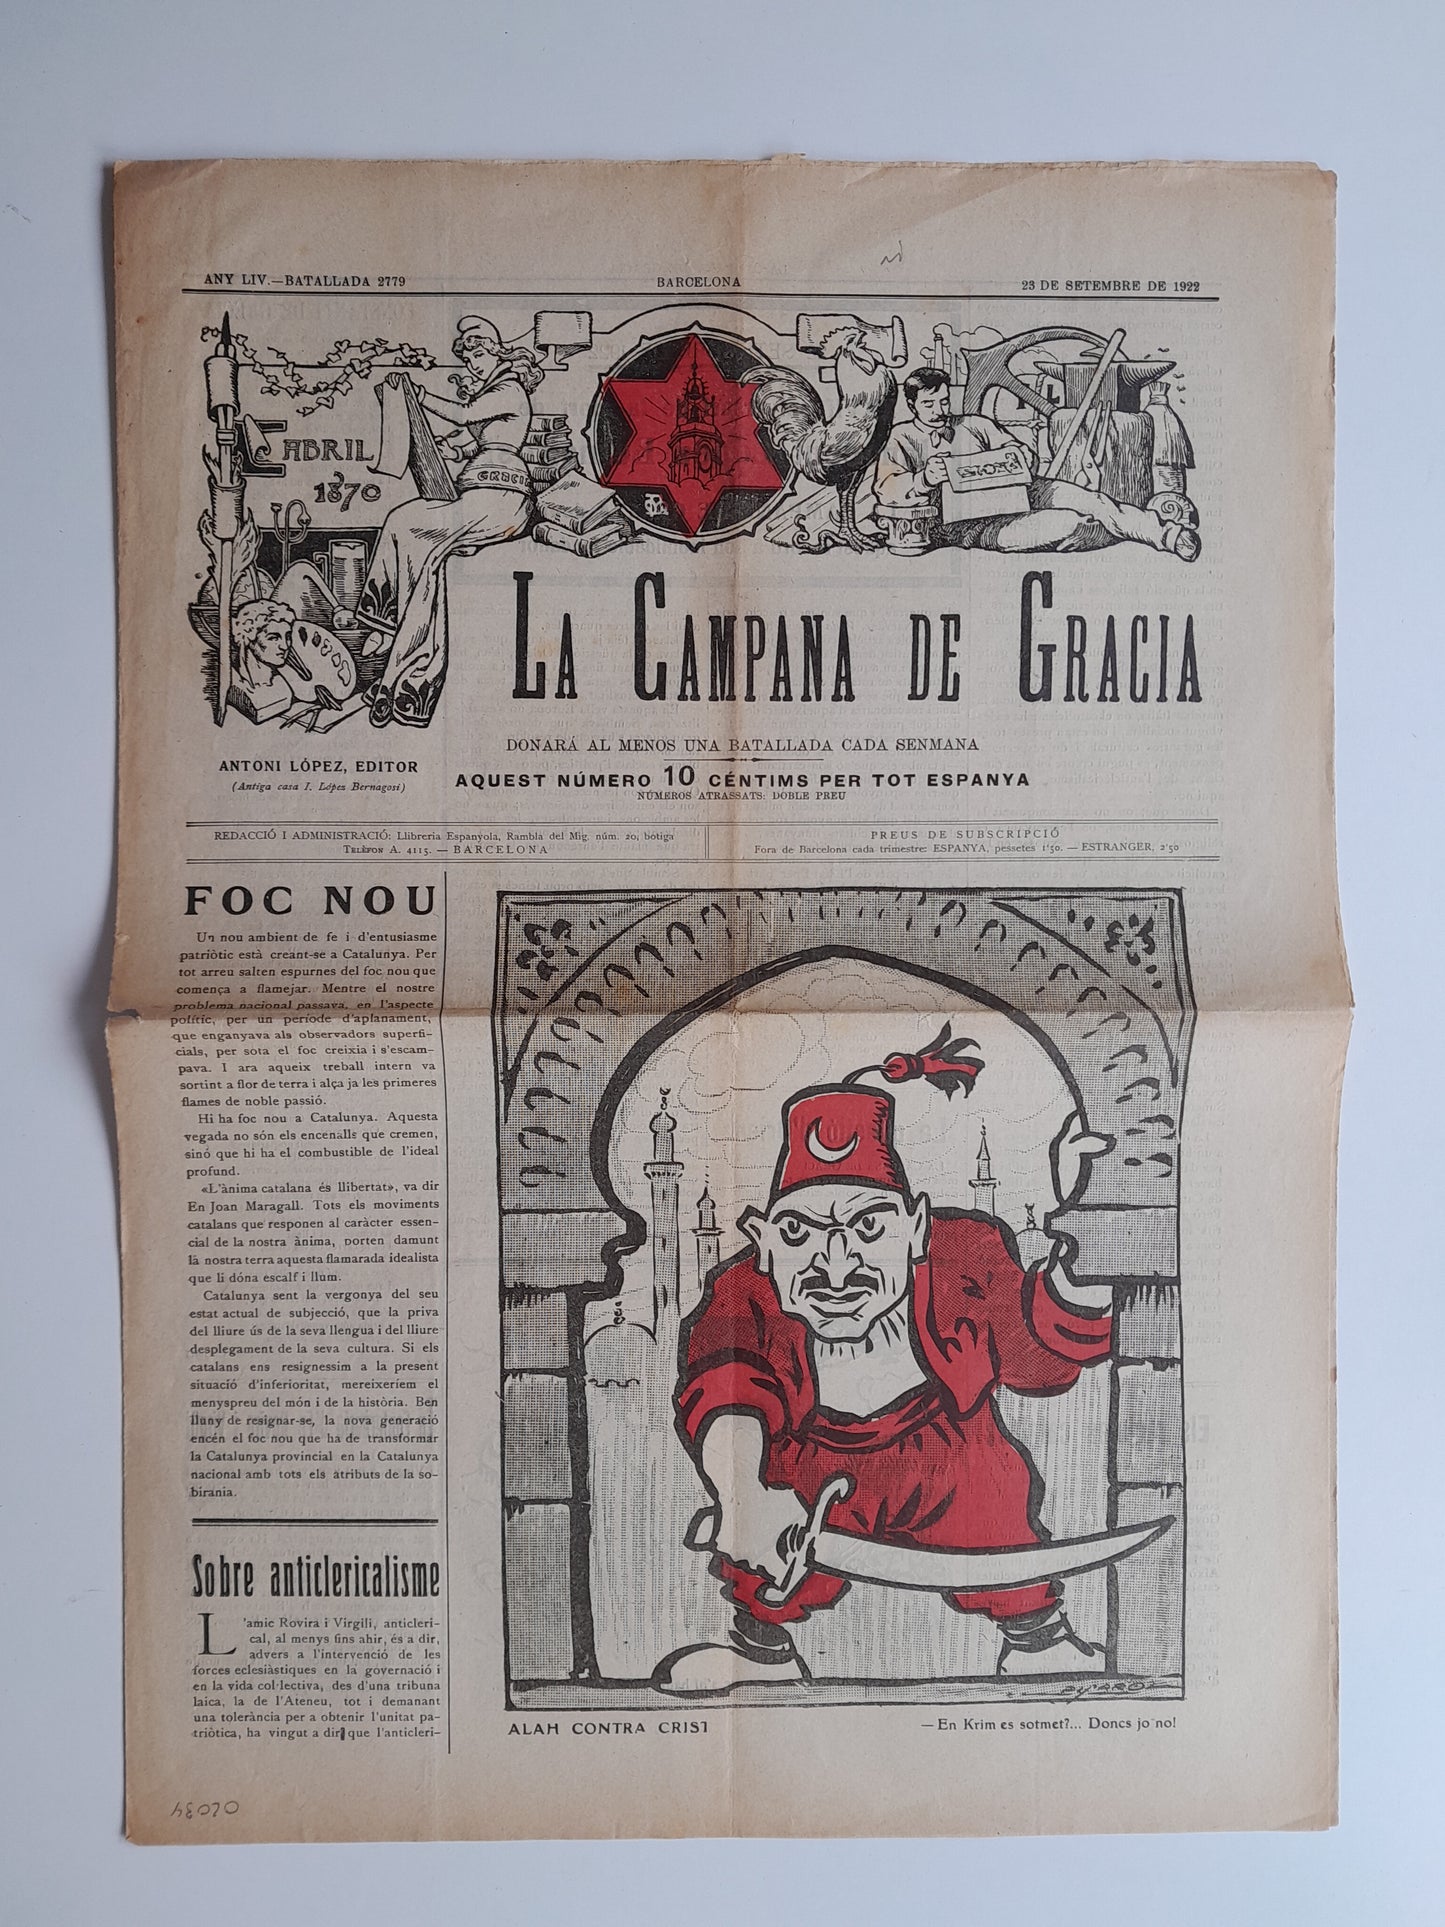 ANY LIV.—BATALLADA 2779
BARCELONA
23 DE SETEMBRE DE 1922
ABRIL
1870
GRACIA
LA CAMPANA DE GRACIA
DONARÁ AL MENOS UNA BATALLADA CADA SENMANA
ANTONI LÓPEZ, EDITOR
(Antiga casa I. López Bernagosi)
AQUEST NÚMERO 10 CÉNTIMS PER TOT ESPANYA
NÚMEROS ATRASSATS: DOBLE PREU
REDACCIÓ I ADMINISTRACIÓ: Llibreria Espanyola, Rambla del Mig, núm. 20, botiga
TELÈFON A. 4115. — BARCELONA
PREUS DE SUBSCRIPCIÓ
Fora de Barcelona cada trimestre: ESPANYA, pessetes 1'50. — ESTRANGER, 2'50
FOC NOU
Un nou ambient de fe i d'entusiasme
patriòtic està creant-se a Catalunya. Per
tot arreu salten espurnes del foc nou que
comença a flamejar. Mentre el nostre
problema nacional passava, en l'aspecte
polític, per un període d'aplanament,
que enganyava als observadors superfi-
cials, per sota el foc creixia i s'escam-
pava. I ara aqueix treball intern va
sortint a flor de terra i alça ja les primeres
flames de noble passió.
Hi ha foc nou a Catalunya. Aquesta
vegada no són els encenalls que cremen,
sinó que hi ha el combustible de l'ideal
profund.
«L'ànima catalana és llibertat», va dir
En Joan Maragall. Tots els moviments
catalans que responen al caràcter essen-
cial de la nostra ànima, porten damunt
la nostra terra aquesta flamarada idealista
que li dóna escalf i llum.
Catalunya sent la vergonya del seu
estat actual de subjecció, que la priva
del lliure ús de la seva llengua i del lliure
desplegament de la seva cultura. Si els
catalans ens resignessim a la present
situació d'inferioritat, mereixeríem el
menyspreu del món i de la història. Ben
lluny de resignar-se, la nova generació
encén el foc nou que ha de transformar
la Catalunya provincial en la Catalunya
nacional amb tots els atributs de la so-
birania.
Sobre anticlericalisme
L'amic Rovira i Virgili, anticleri-
cal, al menys fins ahir, és a dir,
advers a l'intervenció de les
forces eclesiàstiques en la governació i
en la vida col·lectiva, des d'una tribuna
laica, la de l'Ateneu, tot i demanant
una tolerància per a obtenir l'unitat pa-
triòtica, ha vingut a dir que l'anticleri-
ALAH CONTRA CRIST
— En Krim es sotmet?... Doncs jo no!
02034